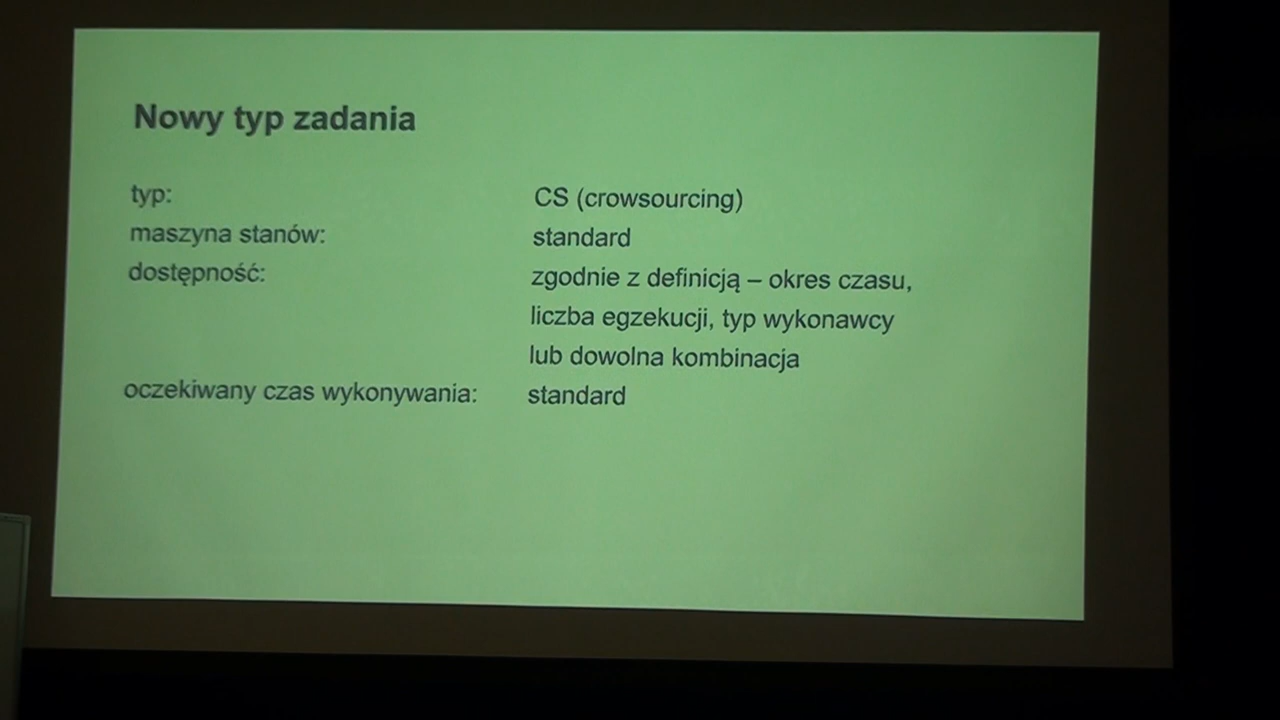 Nowy typ zadania
typ: CS (crowsourcing)
maszyna stanów: standard
dostępność: zgodnie z definicją – okres czasu,
liczba egzekucji, typ wykonawcy
lub dowolna kombinacja
oczekiwany czas wykonywania: standard